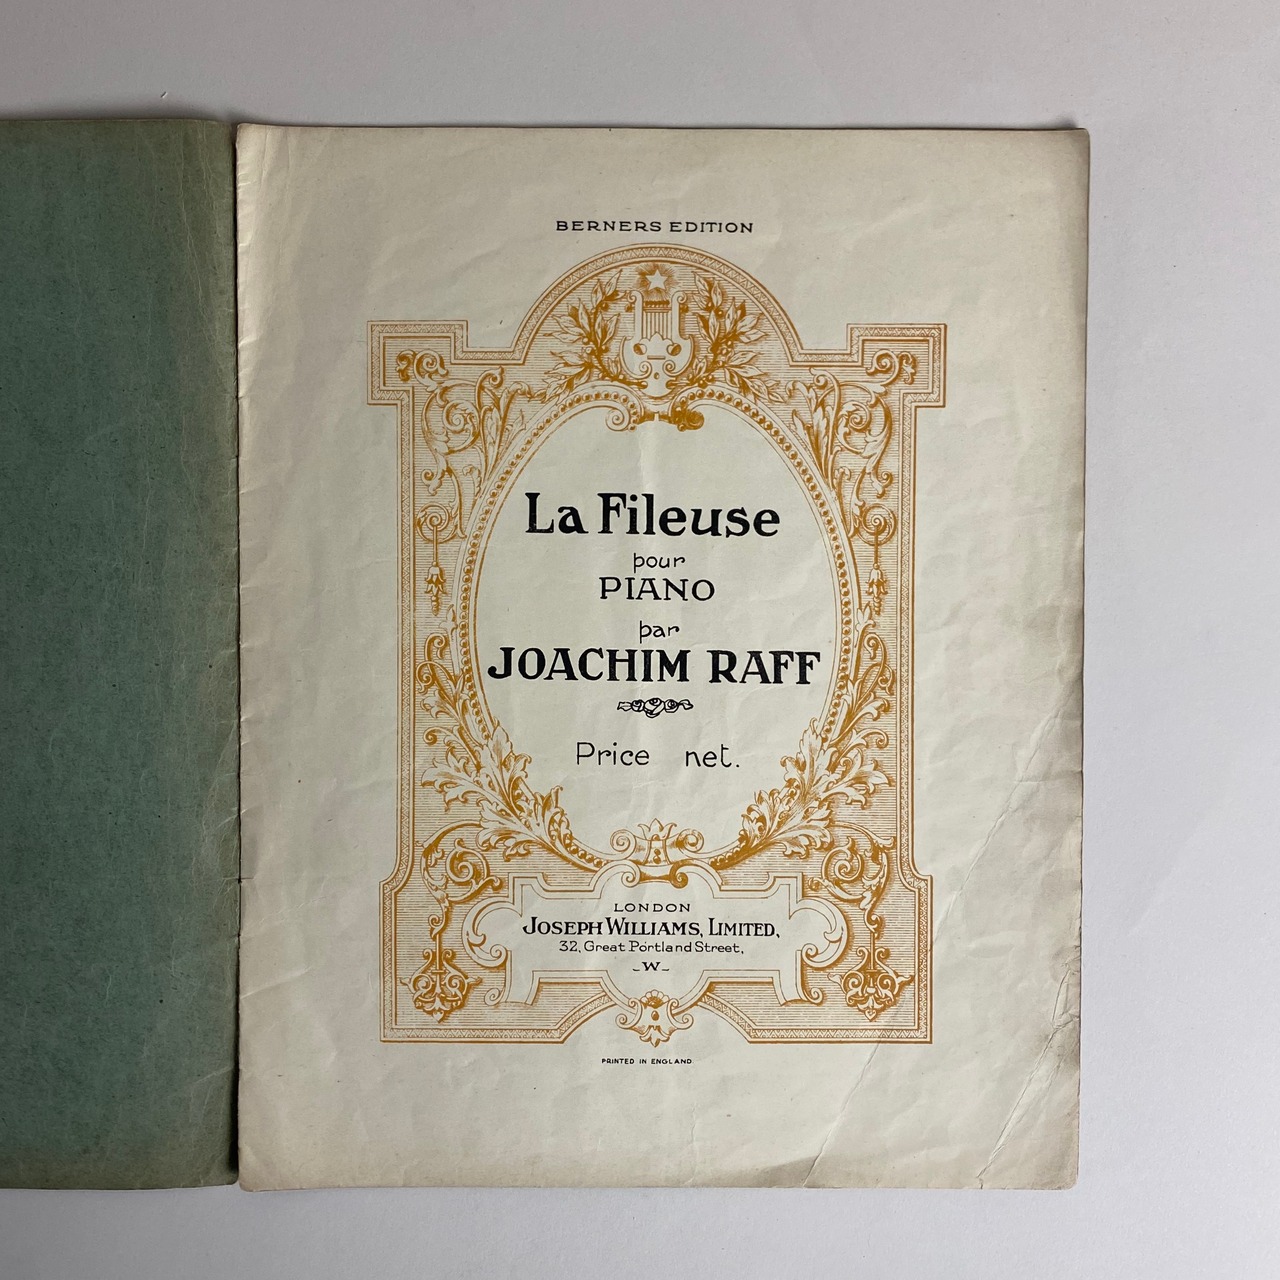 BERNERS EDITION
La Fileuse
pour
PIANO
par
JOACHIM RAFF
Price net.
LONDON
JOSEPH WILLIAMS, LIMITED,
32, Great Portland Street,
-W-
PRINTED IN ENGLAND.